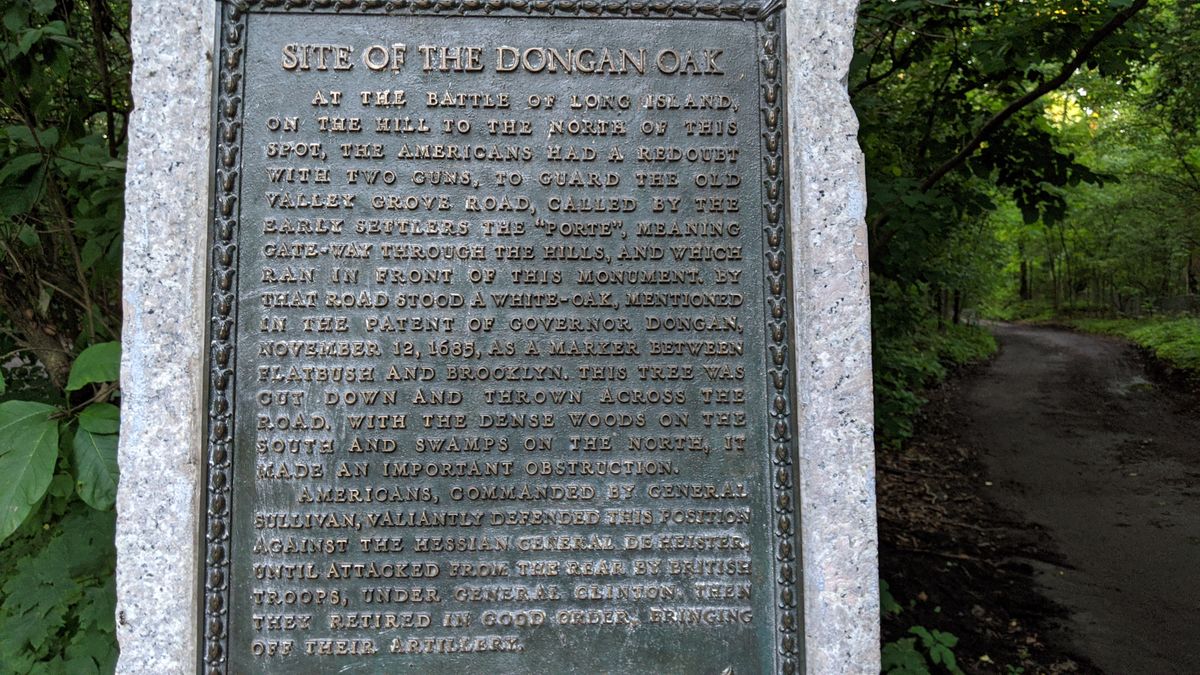 SITE OF THE DONGAN OAK
AT THE BATTLE OF LONG ISLAND,
ON THE HILL TO THE NORTH OF THIS
SPOT, THE AMERICANS HAD A REDOUBT
WITH TWO GUNS, TO GUARD THE OLD
VALLEY GROVE ROAD, CALLED BY THE
EARLY SETTLERS THE "PORTE", MEANING
GATE-WAY THROUGH THE HILLS, AND WHICH
RAN IN FRONT OF THIS MONUMENT. BY
THAT ROAD STOOD A WHITE-OAK, MENTIONED
IN THE PATENT OF GOVERNOR DONGAN,
NOVEMBER 12, 1685, AS A MARKER BETWEEN
FLATBUSH AND BROOKLYN. THIS TREE WAS
CUT DOWN AND THROWN ACROSS THE
ROAD. WITH THE DENSE WOODS ON THE
SOUTH AND SWAMPS ON THE NORTH, IT
MADE AN IMPORTANT OBSTRUCTION.
AMERICANS, COMMANDED BY GENERAL
SULLIVAN, VALIANTLY DEFENDED THIS POSITION
AGAINST THE HESSIAN GENERAL DE HEISTER,
UNTIL ATTACKED FROM THE REAR BY BRITISH
TROOPS, UNDER GENERAL CLINTON. THEN
THEY RETIRED IN GOOD ORDER, BRINGING
OFF THEIR ARTILLERY.